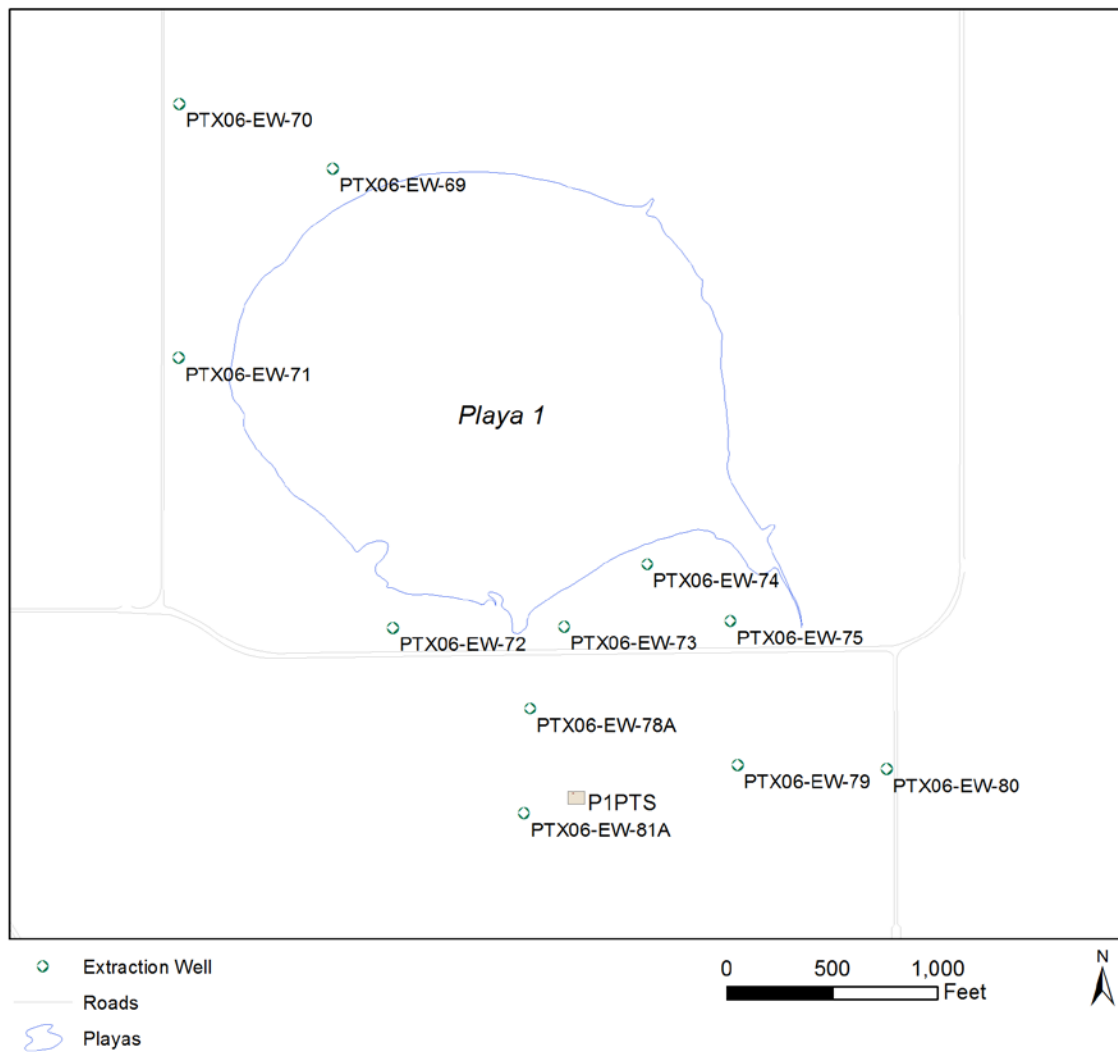 PTX06-EW-70
PTX06-EW-69
PTX06-EW-71
Playa 1
PTX06-EW-74
PTX06-EW-72
PTX06-EW-73
PTX06-EW-75
PTX06-EW-78A
PTX06-EW-79
PTX06-EW-80
P1PTS
PTX06-EW-81A
Extraction Well
Roads
Playas
0 500 1,000
Feet
N